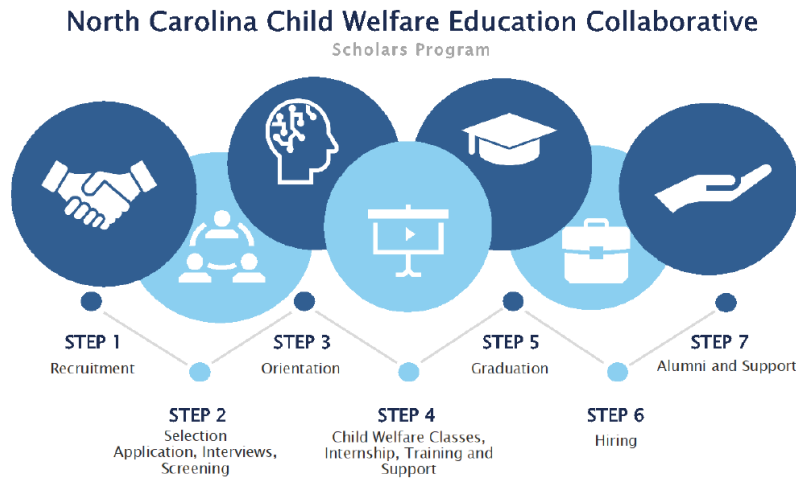 North Carolina Child Welfare Education Collaborative
Scholars Program
STEP 1
Recruitment
STEP 2
Selection
Application, Interviews,
Screening
STEP 3
Orientation
STEP 4
Child Welfare Classes,
Internship, Training and
Support
STEP 5
Graduation
STEP 6
Hiring
STEP 7
Alumni and Support